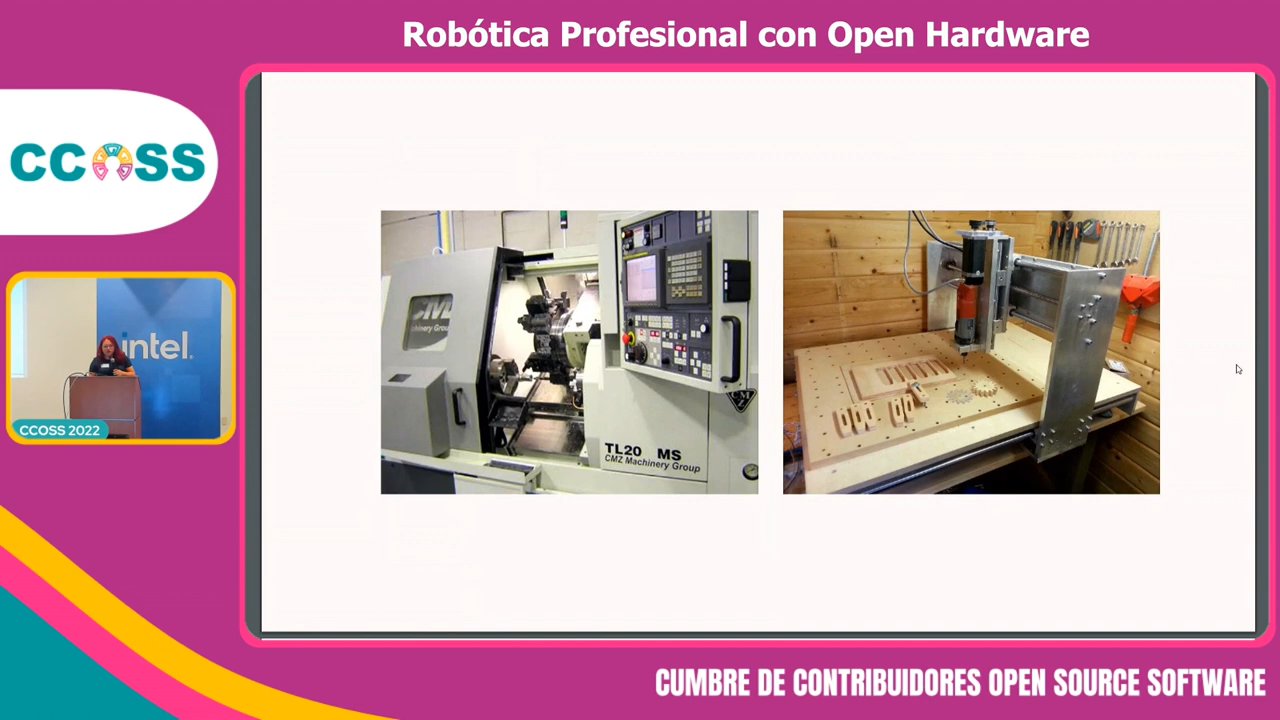 Robótica Profesional con Open Hardware
CCOSS
intel.
CCOSS 2022
CMZ
TL20 MS
CMZ Machinery Group
CUMBRE DE CONTRIBUIDORES OPEN SOURCE SOFTWARE